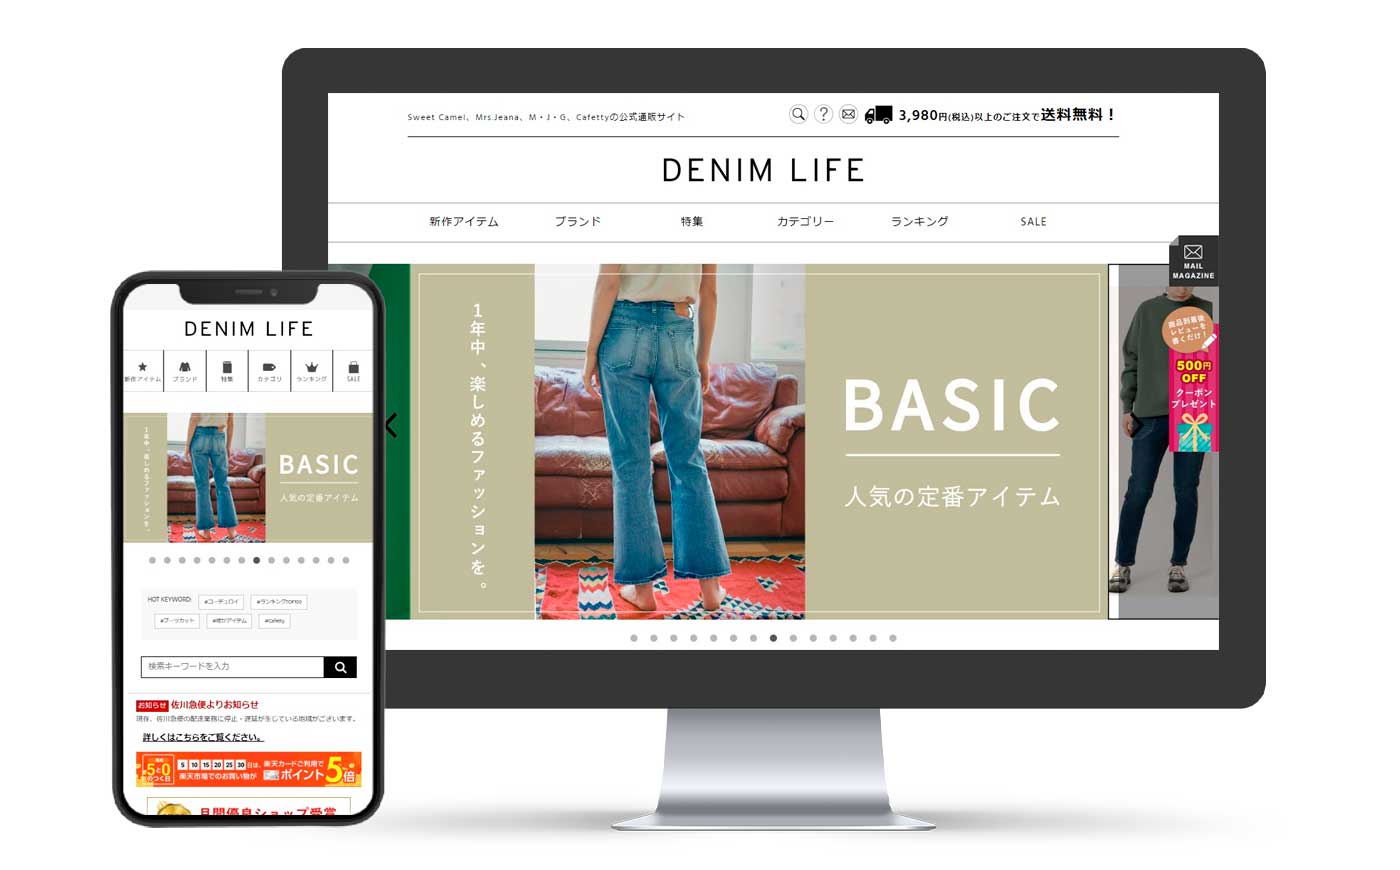 Sweet Camel、Mrs.Jeana、M・J・G、Cafettyの公式通販サイト
3,980円(税込)以上のご注文で送料無料！
DENIM LIFE
新作アイテム
ブランド
特集
カテゴリー
ランキング
SALE
MAIL
MAGAZINE
1年中、楽しめるファッションを。
BASIC
人気の定番アイテム
商品到着後
レビューを
書くだけ！
500円
OFF
クーポン
プレゼント
DENIM LIFE
新作アイテム
ブランド
特集
カテゴリ
ランキング
SALE
1年中、楽しめるファッションを。
BASIC
人気の定番アイテム
HOT KEYWORD:
#コーデュロイ
#ランキングTOP100
#ブーツカット
#cafetty
検索キーワードを入力
お知らせ 佐川急便よりお知らせ
現在、佐川急便の配達業務に停止・遅延が生じている地域がございます。
詳しくはこちらをご覧ください。
5と0
のつく日
5 10 15 20 25 30 日は、楽天カードご利用で
楽天市場でのお買い物が
ポイント5倍
月間優良ショップ受賞